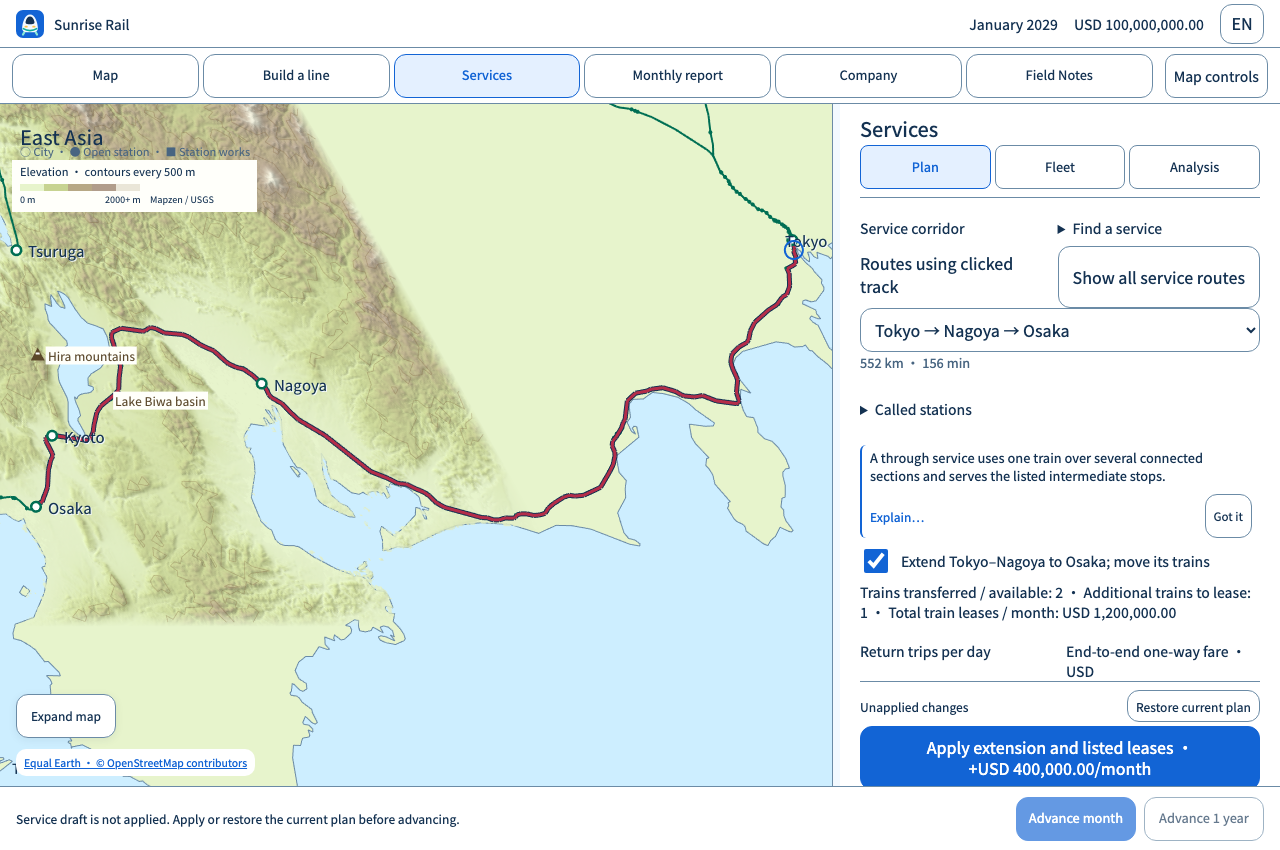 Sunrise Rail
January 2029
USD 100,000,000.00
EN
Map
Build a line
Services
Monthly report
Company
Field Notes
Map controls
East Asia
City • Open station • Station works
Elevation • contours every 500 m
0 m
2000+ m
Mapzen / USGS
Tsuruga
Tokyo
Hira mountains
Nagoya
Lake Biwa basin
Kyoto
Osaka
Expand map
Equal Earth • © OpenStreetMap contributors
Services
Plan
Fleet
Analysis
Service corridor
Find a service
Routes using clicked
track
Show all service routes
Tokyo → Nagoya → Osaka
552 km • 156 min
Called stations
A through service uses one train over several connected
sections and serves the listed intermediate stops.
Explain…
Got it
Extend Tokyo–Nagoya to Osaka; move its trains
Trains transferred / available: 2 • Additional trains to lease:
1 • Total train leases / month: USD 1,200,000.00
Return trips per day
End-to-end one-way fare •
USD
Unapplied changes
Restore current plan
Apply extension and listed leases •
+USD 400,000.00/month
Service draft is not applied. Apply or restore the current plan before advancing.
Advance month
Advance 1 year